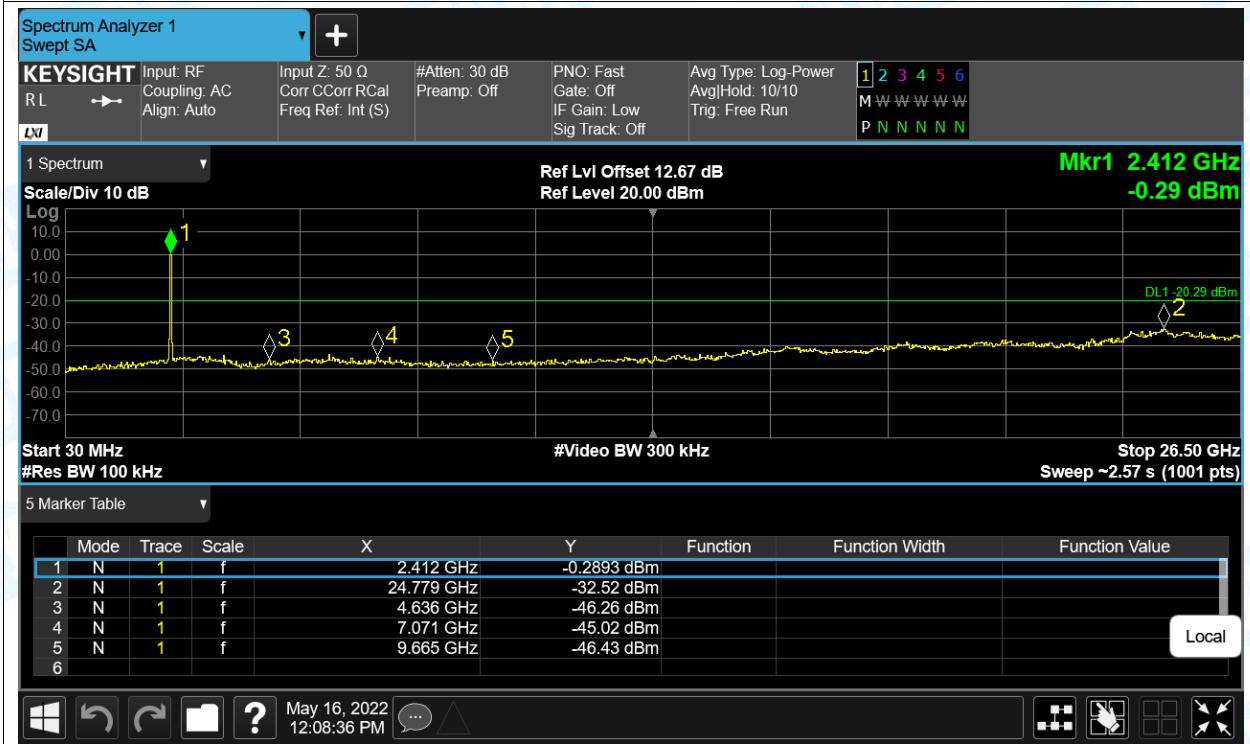 Spectrum Analyzer 1
Swept SA
+
KEYSIGHT
R L
LXI
Input: RF
Coupling: AC
Align: Auto
Input Z: 50 Ω
Corr CCorr RCal
Freq Ref: Int (S)
#Atten: 30 dB
Preamp: Off
PNO: Fast
Gate: Off
IF Gain: Low
Sig Track: Off
Avg Type: Log-Power
Avg|Hold: 10/10
Trig: Free Run
1 2 3 4 5 6
M W W W W W
P N N N N N
1 Spectrum
Scale/Div 10 dB
Ref Lvl Offset 12.67 dB
Ref Level 20.00 dBm
Mkr1 2.412 GHz
-0.29 dBm
Log
10.0
0.00
-10.0
-20.0
-30.0
-40.0
-50.0
-60.0
-70.0
1
3
4
5
2
DL1 -20.29 dBm
Start 30 MHz
#Res BW 100 kHz
#Video BW 300 kHz
Stop 26.50 GHz
Sweep ~2.57 s (1001 pts)
5 Marker Table
Mode Trace Scale X Y Function Function Width Function Value
1 N 1 f 2.412 GHz -0.2893 dBm
2 N 1 f 24.779 GHz -32.52 dBm
3 N 1 f 4.636 GHz -46.26 dBm
4 N 1 f 7.071 GHz -45.02 dBm
5 N 1 f 9.665 GHz -46.43 dBm
6
Local
?
May 16, 2022
12:08:36 PM